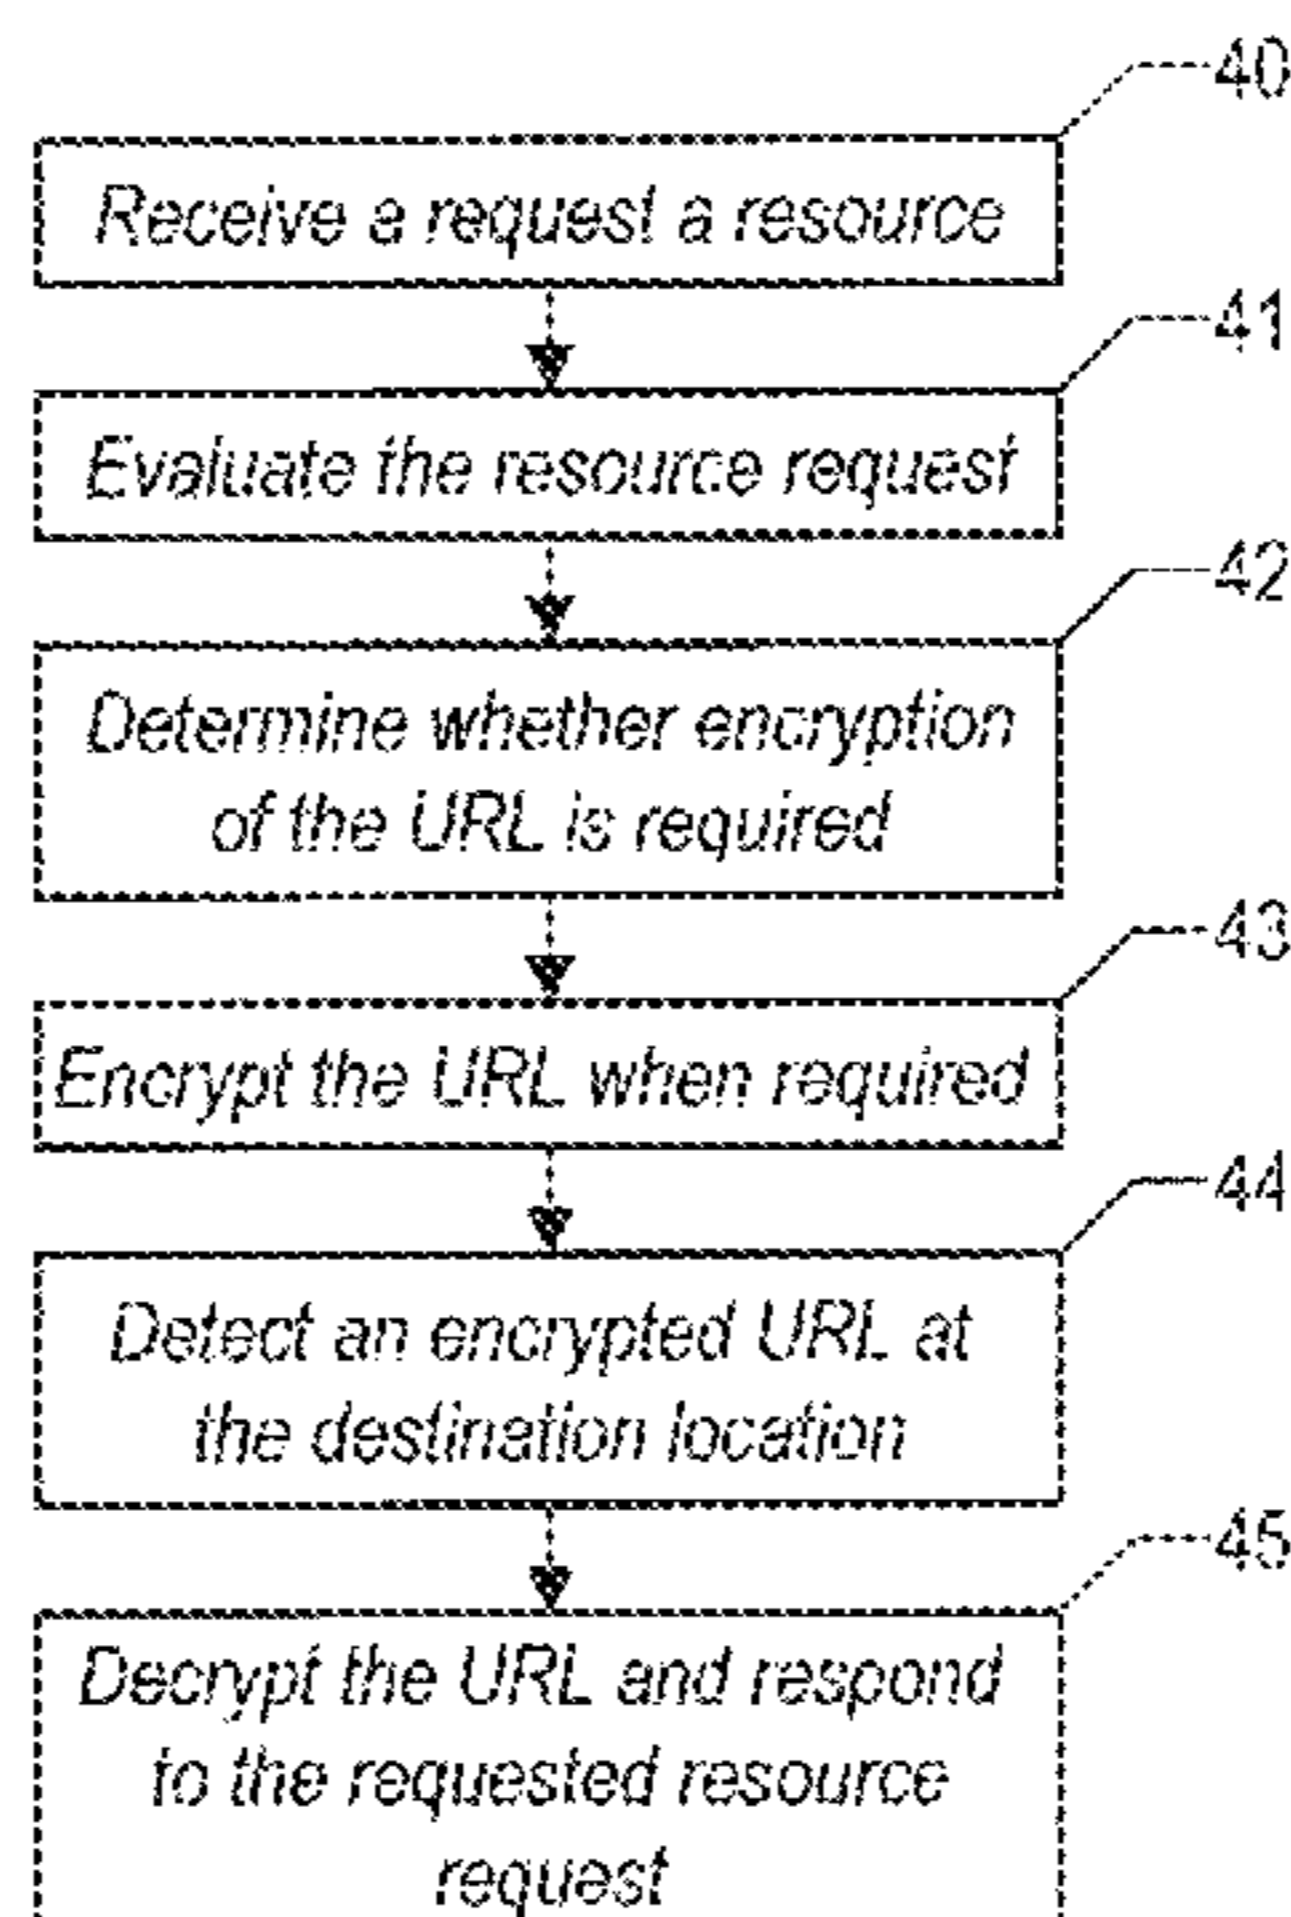 40
Receive a request a resource
41
Evaluate the resource request
42
Determine whether encryption
of the URL is required
43
Encrypt the URL when required
44
Detect an encrypted URL at
the destination location
45
Decrypt the URL and respond
to the requested resource
request